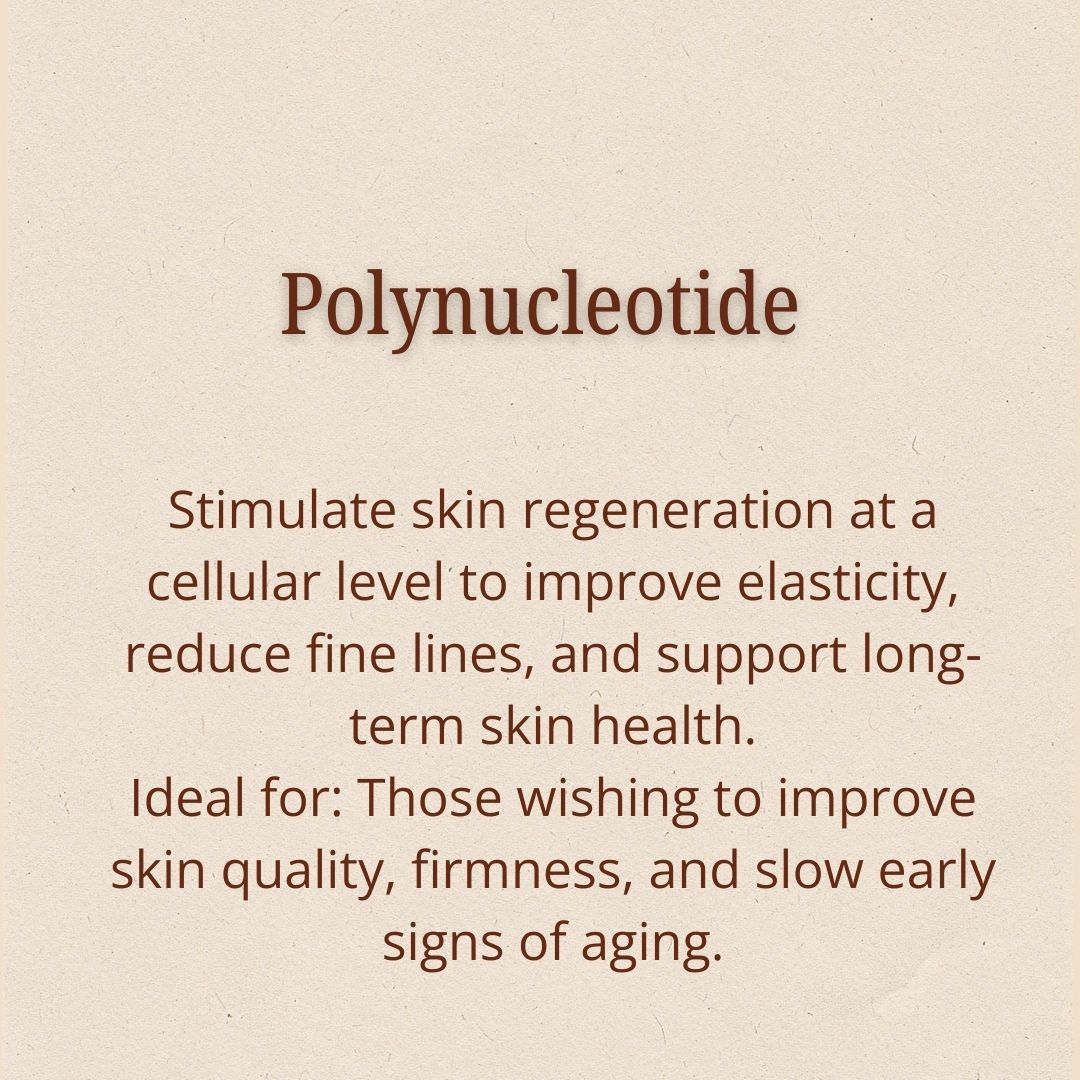 Polynucleotide
Stimulate skin regeneration at a
cellular level to improve elasticity,
reduce fine lines, and support long-
term skin health.
Ideal for: Those wishing to improve
skin quality, firmness, and slow early
signs of aging.